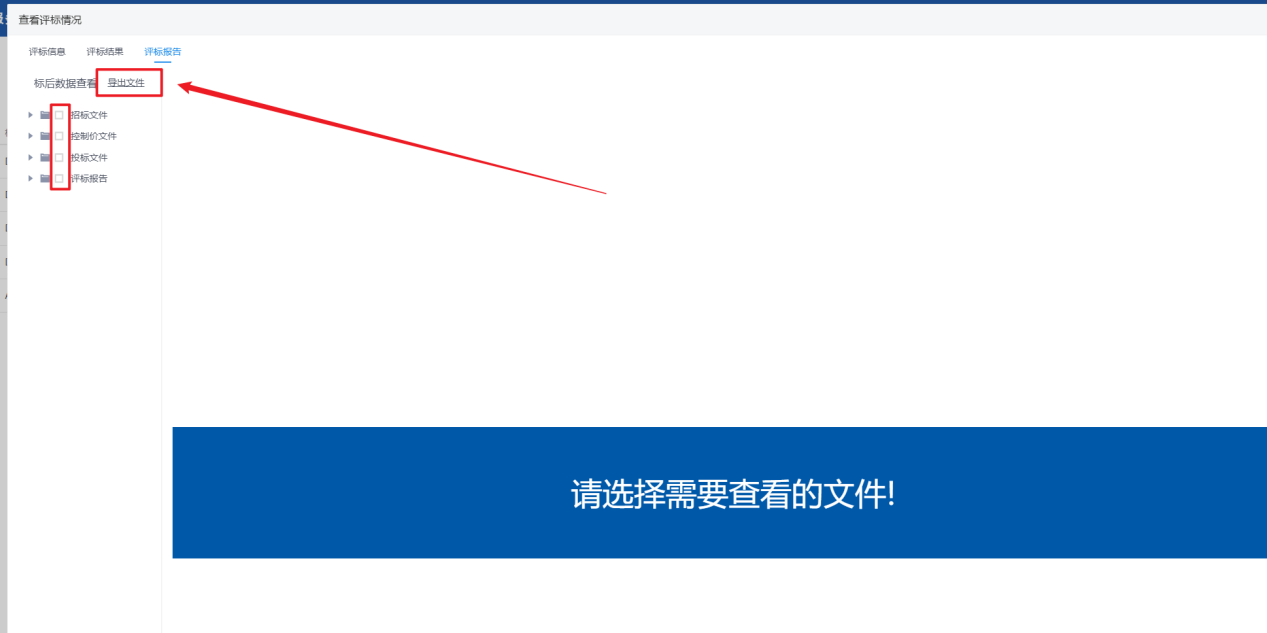 查看评标情况
评标信息 评标结果 评标报告
标后数据查看 导出文件
招标文件
控制价文件
投标文件
评标报告
请选择需要查看的文件!